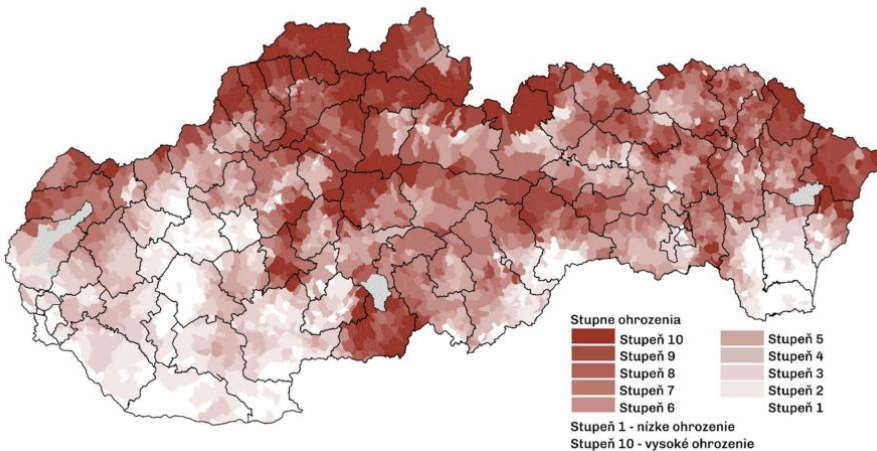 Stupne ohrozenia
Stupeň 10
Stupeň 9
Stupeň 8
Stupeň 7
Stupeň 6
Stupeň 5
Stupeň 4
Stupeň 3
Stupeň 2
Stupeň 1
Stupeň 1 - nízke ohrozenie
Stupeň 10 - vysoké ohrozenie